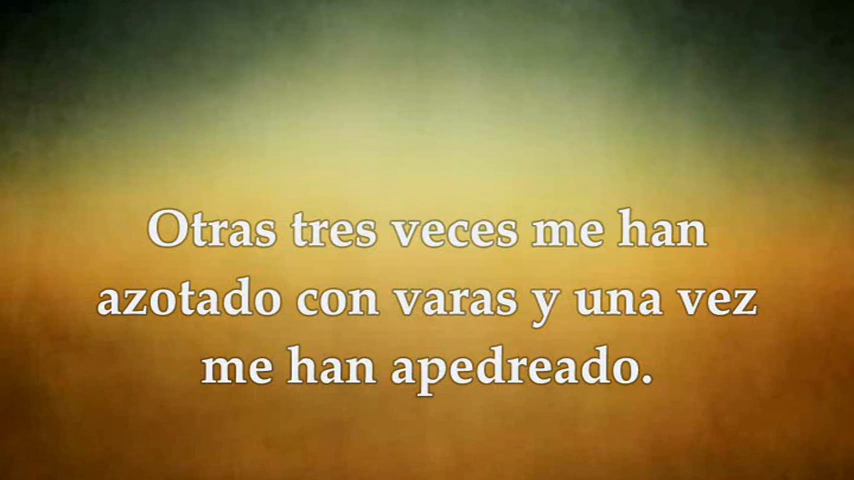 Otras tres veces me han
azotado con varas y una vez
me han apedreado.